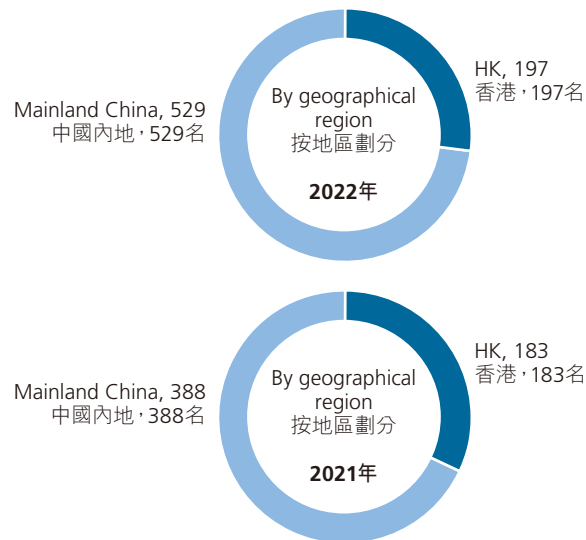 Mainland China, 529
中國內地，529名
By geographical
region
按地區劃分
2022年
HK, 197
香港，197名
Mainland China, 388
中國內地，388名
By geographical
region
按地區劃分
2021年
HK, 183
香港，183名